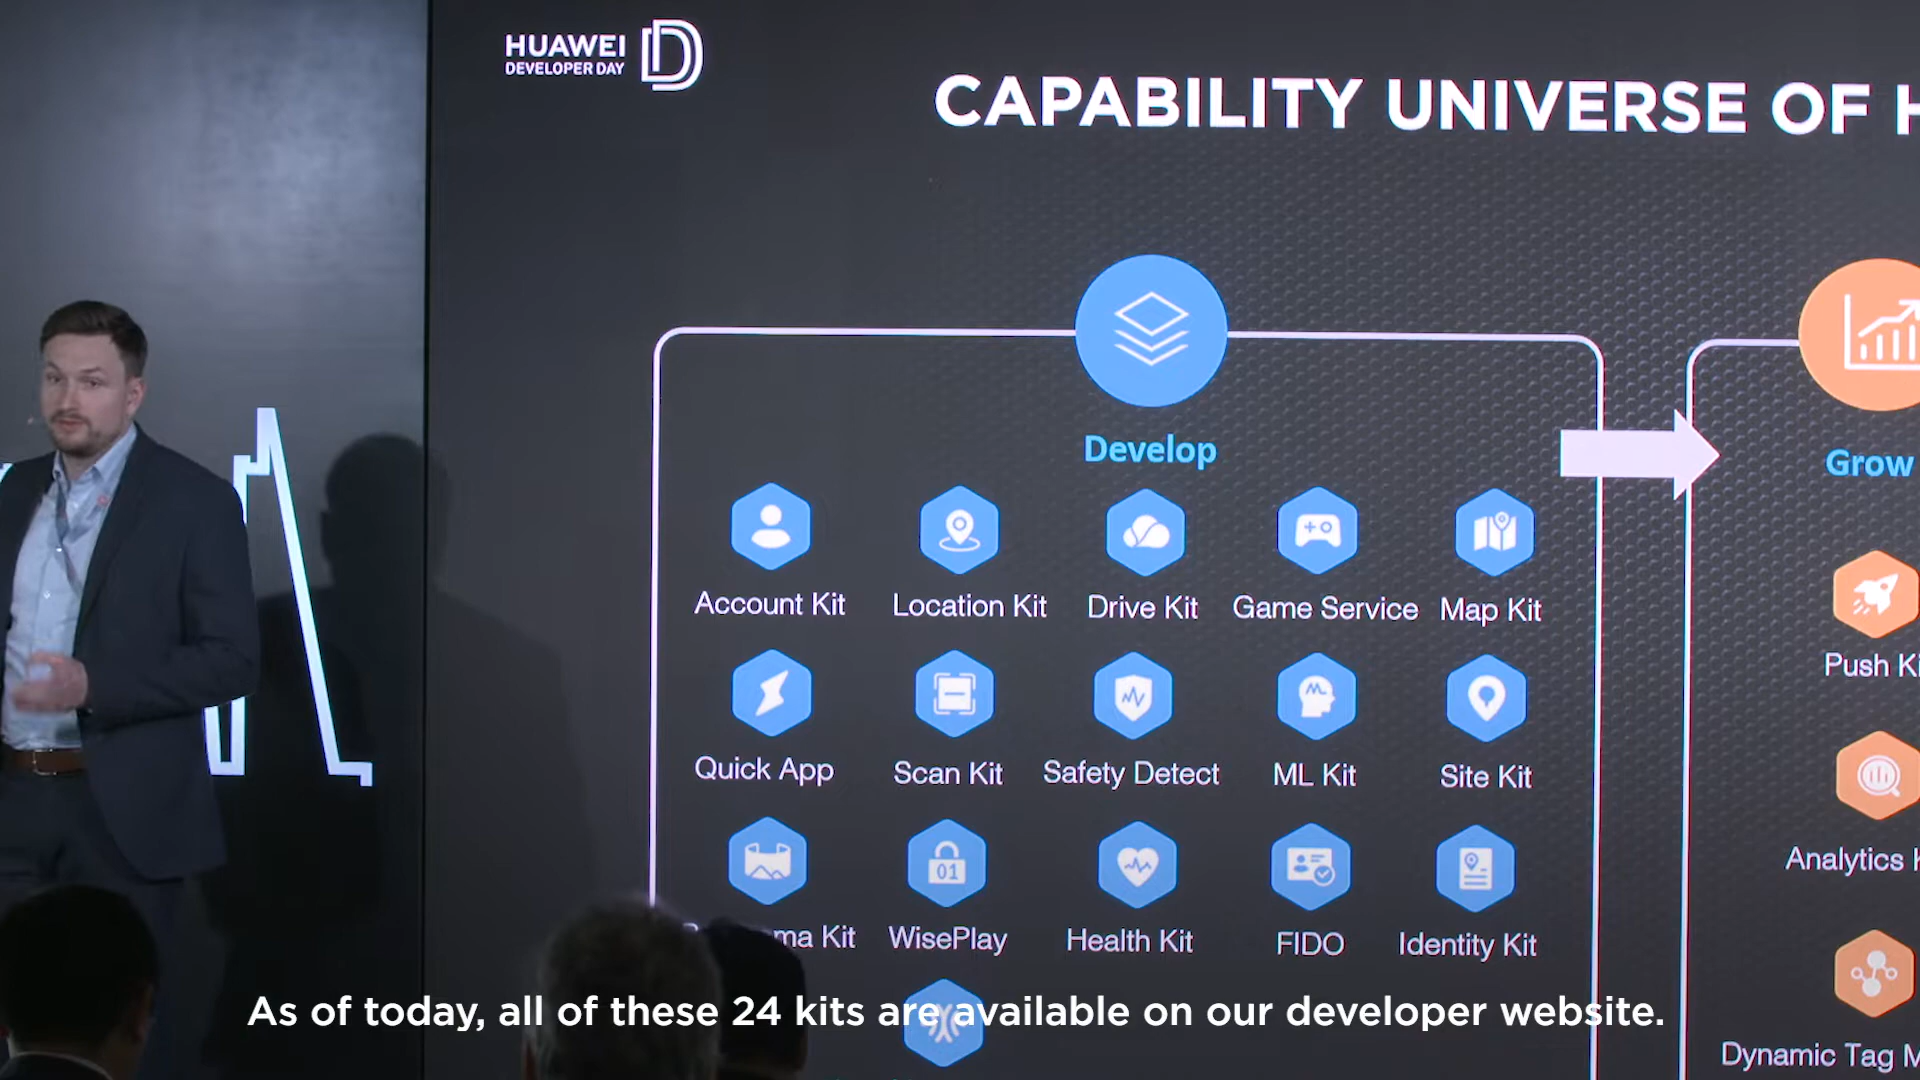 HUAWEI
DEVELOPER DAY
CAPABILITY UNIVERSE OF
Develop
Grow
Account Kit
Location Kit
Drive Kit
Game Service
Map Kit
Push
Quick App
Scan Kit
Safety Detect
ML Kit
Site Kit
Analytics
01
Kit
WisePlay
Health Kit
FIDO
Identity Kit
Dynamic Tag
As of today, all of these 24 kits are available on our developer website.